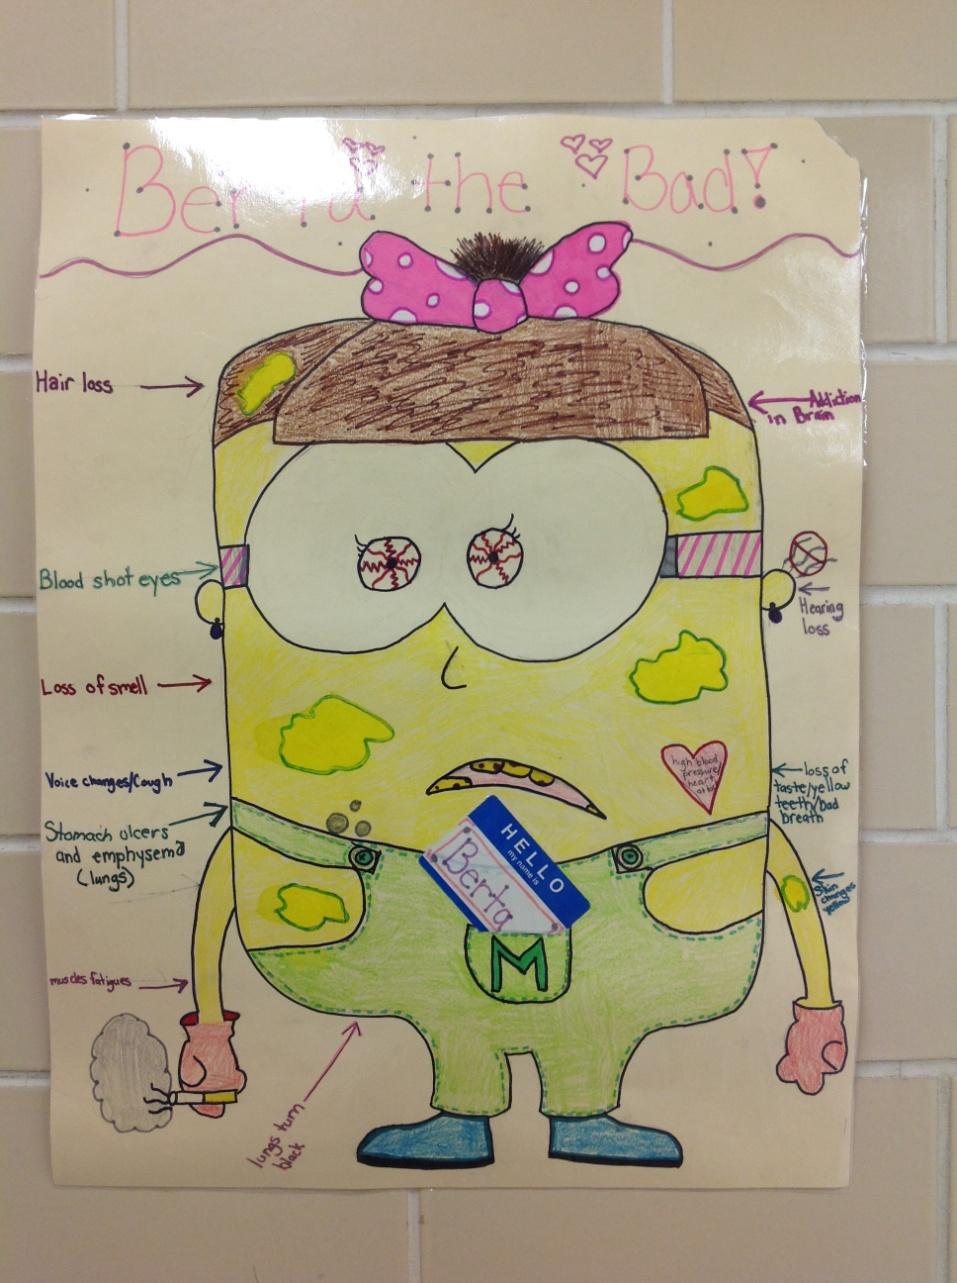 Berta the Bad!
Hair loss
Addiction
in Brain
Blood shot eyes
Hearing
loss
Loss of smell
Voice changes/Cough
high blood
pressure/
heart
loss of
taste/yellow
teeth/bad
breath
Stomach ulcers
and emphysema
(lungs)
HELLO
my name is
Berta
Skin
changes
M
muscles fatigues
lungs turn
black